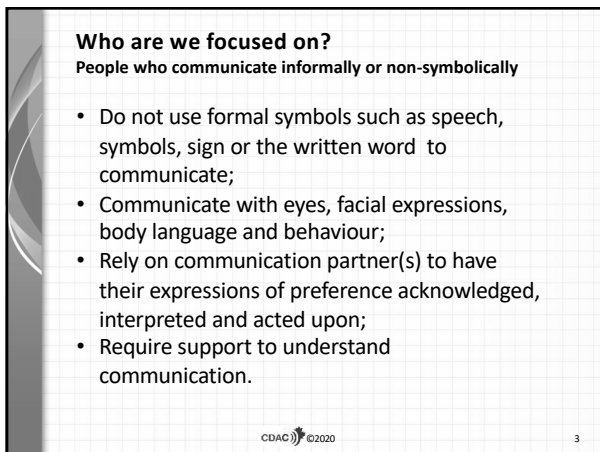 Who are we focused on?
People who communicate informally or non-symbolically
• Do not use formal symbols such as speech,
symbols, sign or the written word to
communicate;
• Communicate with eyes, facial expressions,
body language and behaviour;
• Rely on communication partner(s) to have
their expressions of preference acknowledged,
interpreted and acted upon;
• Require support to understand
communication.
CDAC ©2020
3